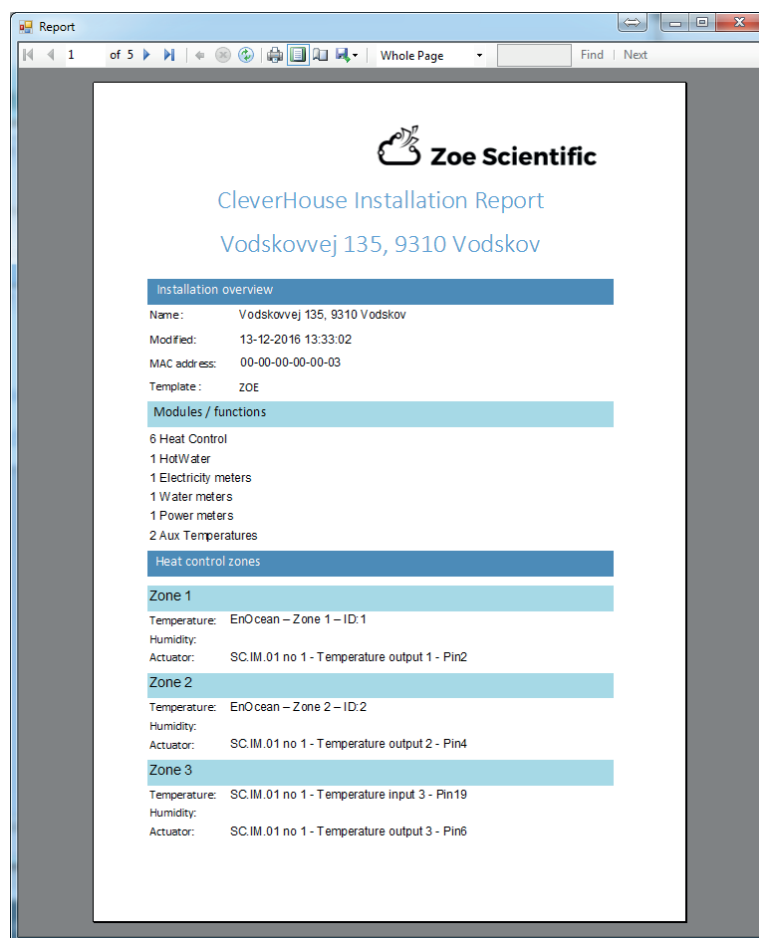 Report
1 of 5 Whole Page Find | Next
Zoe Scientific
CleverHouse Installation Report
Vodskovvej 135, 9310 Vodskov
Installation overview
Name: Vodskovvej 135, 9310 Vodskov
Modified: 13-12-2016 13:33:02
MAC address: 00-00-00-00-00-03
Template : ZOE
Modules / functions
6 Heat Control
1 HotWater
1 Electricity meters
1 Water meters
1 Power meters
2 Aux Temperatures
Heat control zones
Zone 1
Temperature: EnOcean – Zone 1 – ID:1
Humidity:
Actuator: SC.IM.01 no 1 - Temperature output 1 - Pin2
Zone 2
Temperature: EnOcean – Zone 2 – ID:2
Humidity:
Actuator: SC.IM.01 no 1 - Temperature output 2 - Pin4
Zone 3
Temperature: SC.IM.01 no 1 - Temperature input 3 - Pin19
Humidity:
Actuator: SC.IM.01 no 1 - Temperature output 3 - Pin6